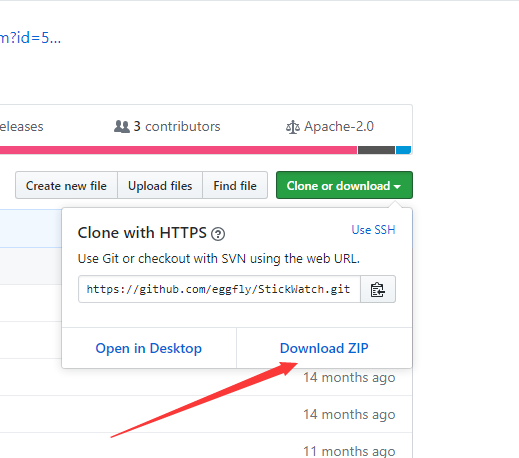 m?id=5...
eleases
3 contributors
Apache-2.0
Create new file
Upload files
Find file
Clone or download
Clone with HTTPS
Use SSH
Use Git or checkout with SVN using the web URL.
https://github.com/eggfly/StickWatch.git
Open in Desktop
Download ZIP
14 months ago
14 months ago
11 months ago